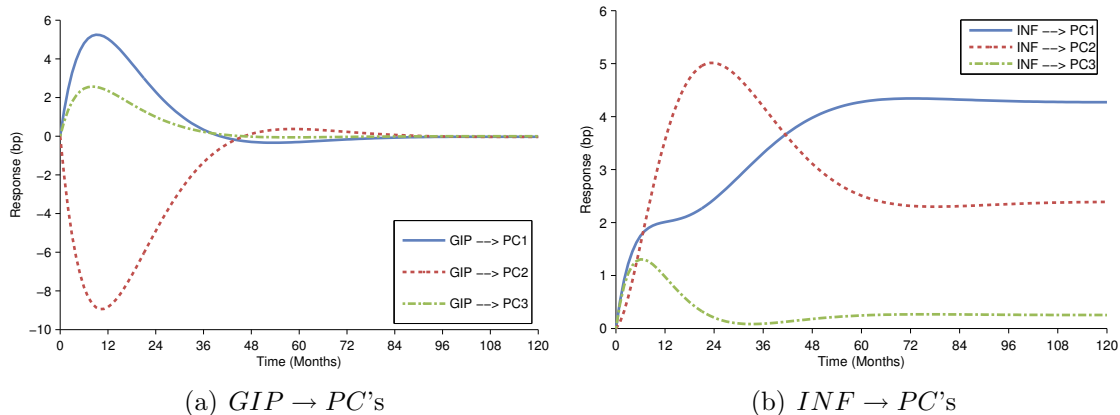 6
4
2
0
−2
−4
−6
−8
−10
Response (bp)
0 12 24 36 48 60 72 84 96 108 120
Time (Months)
GIP −−> PC1
GIP −−> PC2
GIP −−> PC3
(a) GIP → PC's
6
5
4
3
2
1
0
Response (bp)
0 12 24 36 48 60 72 84 96 108 120
Time (Months)
INF −−> PC1
INF −−> PC2
INF −−> PC3
(b) INF → PC's